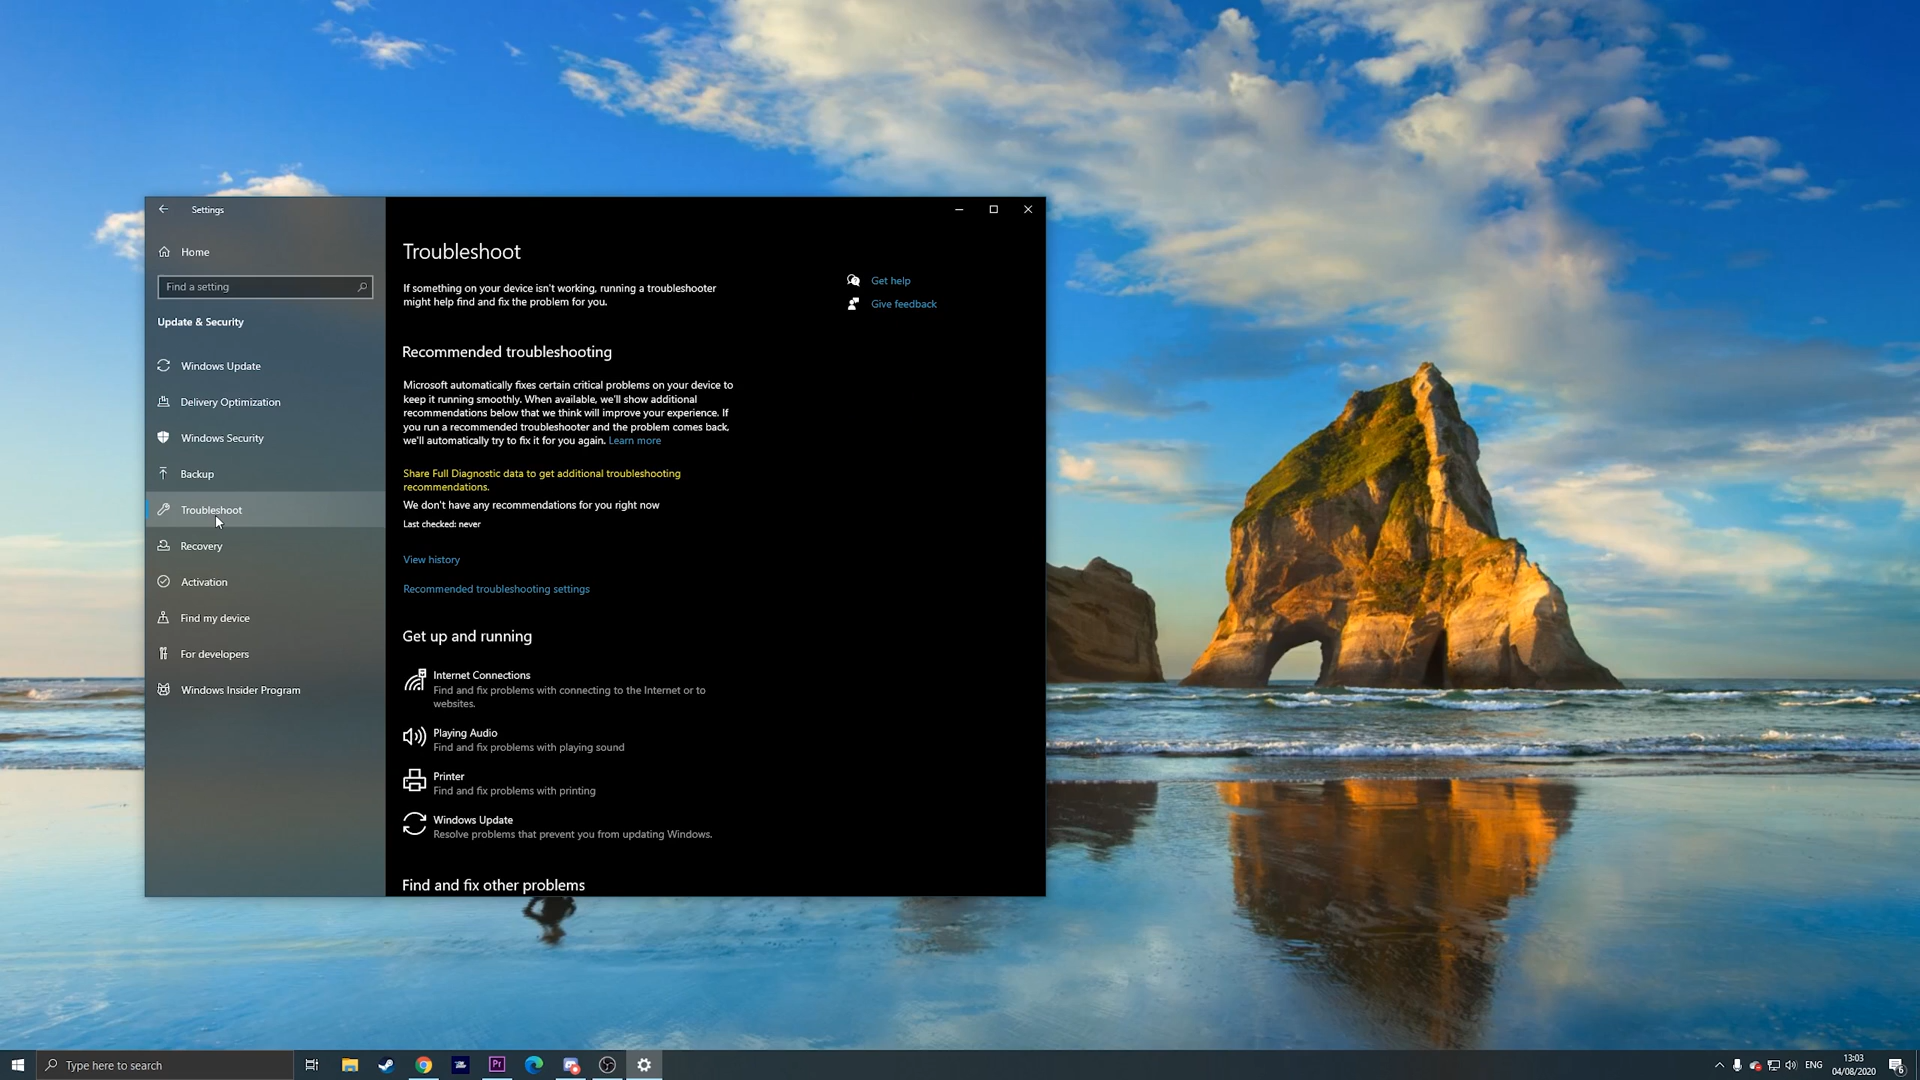 Settings
Home
Find a setting
Update & Security
Windows Update
Delivery Optimization
Windows Security
Backup
Troubleshoot
Recovery
Activation
Find my device
For developers
Windows Insider Program
Troubleshoot
If something on your device isn't working, running a troubleshooter
might help find and fix the problem for you.
Recommended troubleshooting
Microsoft automatically fixes certain critical problems on your device to
keep it running smoothly. When available, we'll show additional
recommendations below that we think will improve your experience. If
you run a recommended troubleshooter and the problem comes back,
we'll automatically try to fix it for you again. Learn more
Share Full Diagnostic data to get additional troubleshooting
recommendations.
We don't have any recommendations for you right now
Last checked: never
View history
Recommended troubleshooting settings
Get up and running
Internet Connections
Find and fix problems with connecting to the Internet or to
websites.
Playing Audio
Find and fix problems with playing sound
Printer
Find and fix problems with printing
Windows Update
Resolve problems that prevent you from updating Windows.
Find and fix other problems
Get help
Give feedback
Type here to search
Pr
ENG
13:03
04/08/2020
6